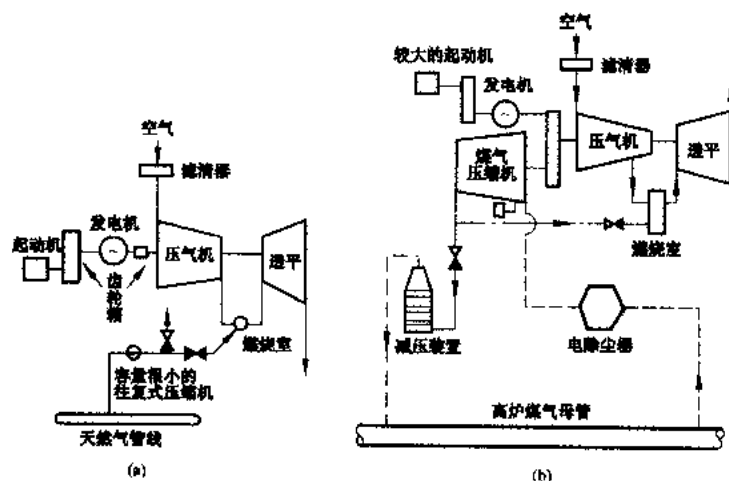 空气
滤清器
发电机
起动机
齿轮箱
压气机
透平
燃烧室
容量很小的
往复式压缩机
天然气管线
(a)
空气
较大的起动机
滤清器
发电机
压气机
透平
煤气
压缩机
燃烧室
减压装置
电除尘器
高炉煤气母管
(b)